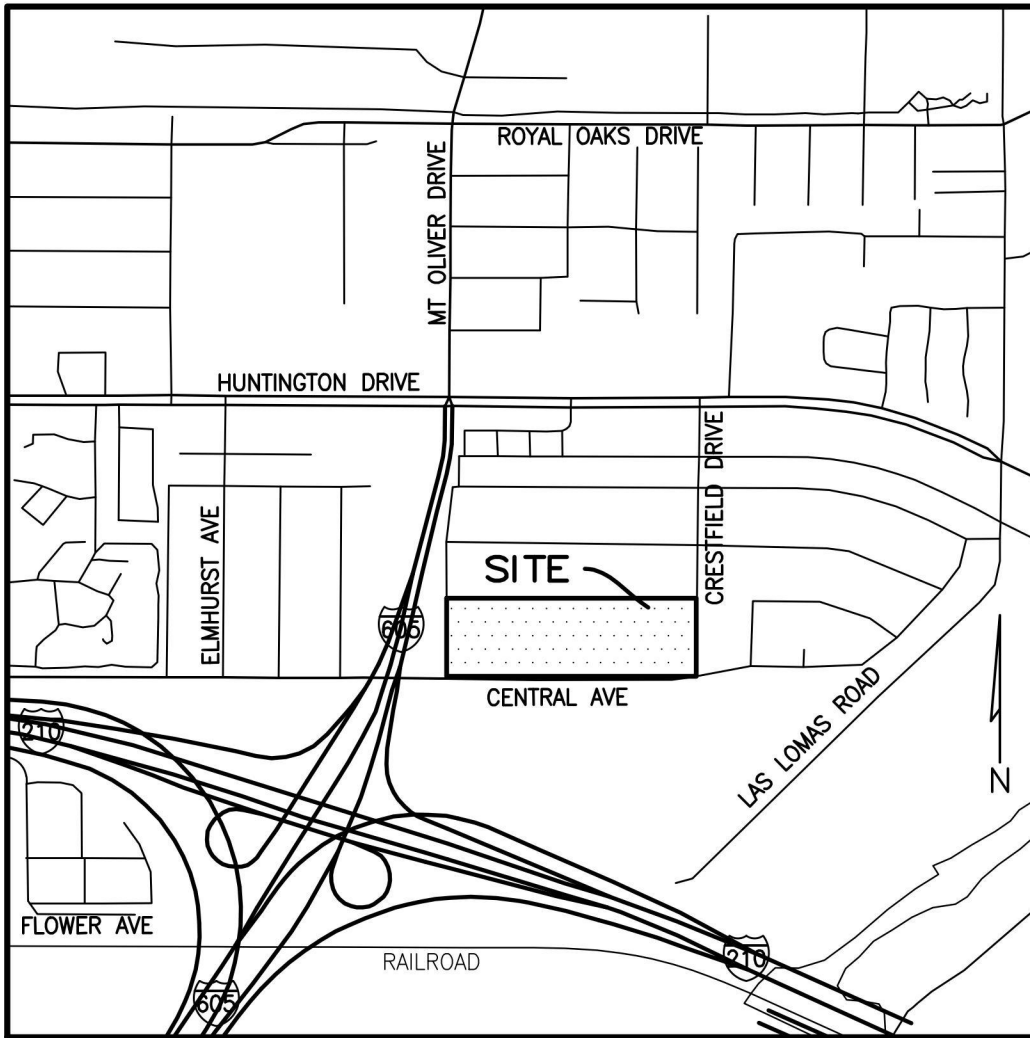 ROYAL OAKS DRIVE
MT OLIVER DRIVE
HUNTINGTON DRIVE
CRESTFIELD DRIVE
ELMHURST AVE
SITE
605
CENTRAL AVE
210
LAS LOMAS ROAD
N
FLOWER AVE
RAILROAD
210
605